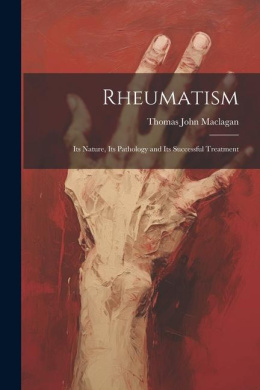 Rheumatism
Thomas John Maclagan
Its Nature, Its Pathology and Its Successful Treatment